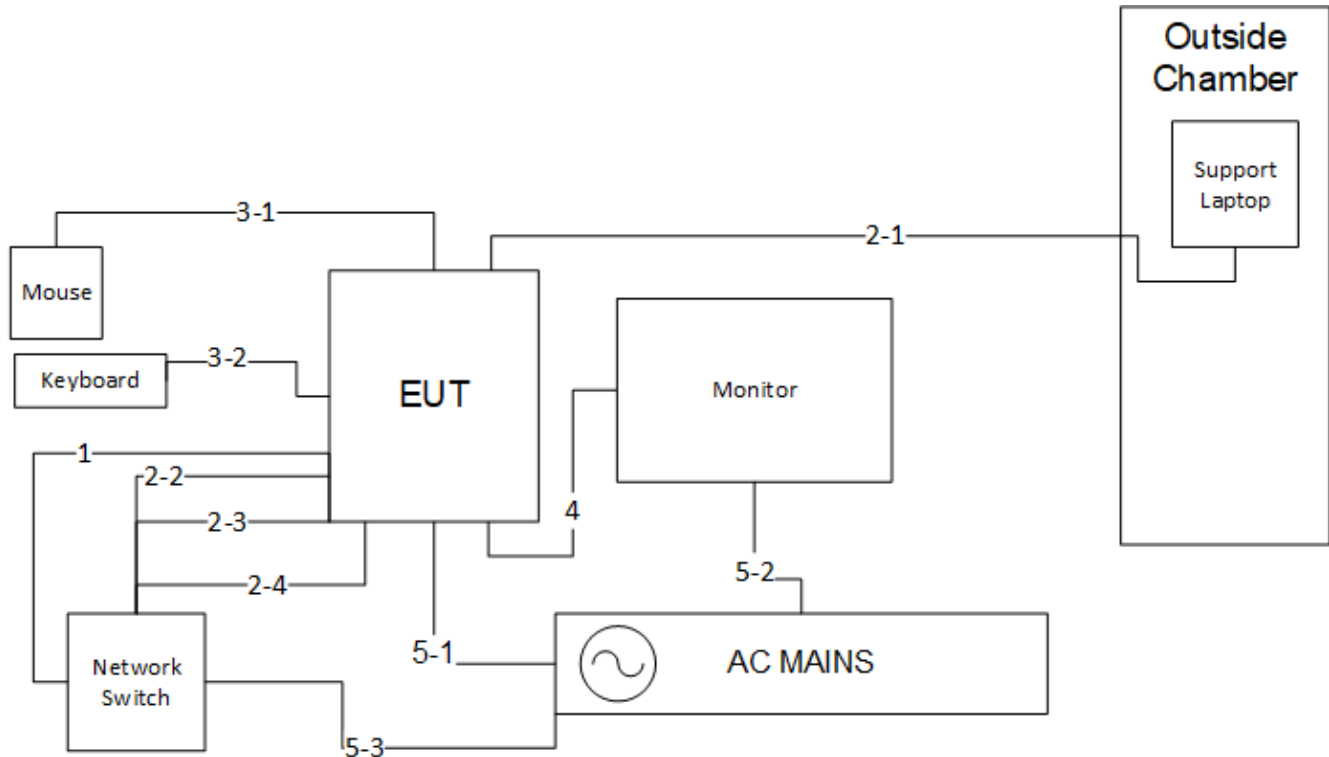 Outside
Chamber
Support
Laptop
3-1
2-1
Mouse
3-2
Keyboard
EUT
Monitor
1
2-2
4
2-3
5-2
2-4
5-1
AC MAINS
Network
Switch
5-3